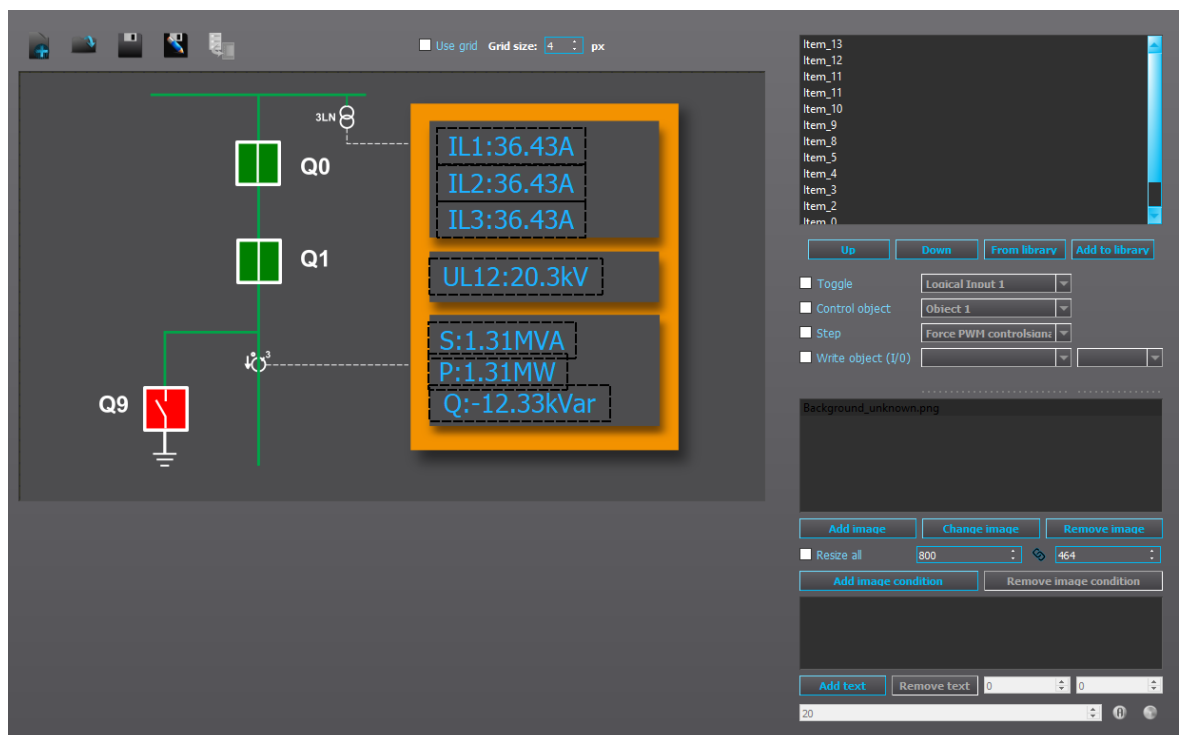 Use grid Grid size: 4 px
3LN
Q0
Q1
3
Q9
IL1:36.43A
IL2:36.43A
IL3:36.43A
UL12:20.3kV
S:1.31MVA
P:1.31MW
Q:-12.33kVar
Item_13
Item_12
Item_11
Item_11
Item_10
Item_9
Item_8
Item_5
Item_4
Item_3
Item_2
Item_0
Up Down From library Add to library
Toggle Logical Input 1
Control object Object 1
Step Force PWM controlsigna
Write object (I/0)
Background_unknown.png
Add image Change image Remove image
Resize all 800 464
Add image condition Remove image condition
Add text Remove text 0 0
20